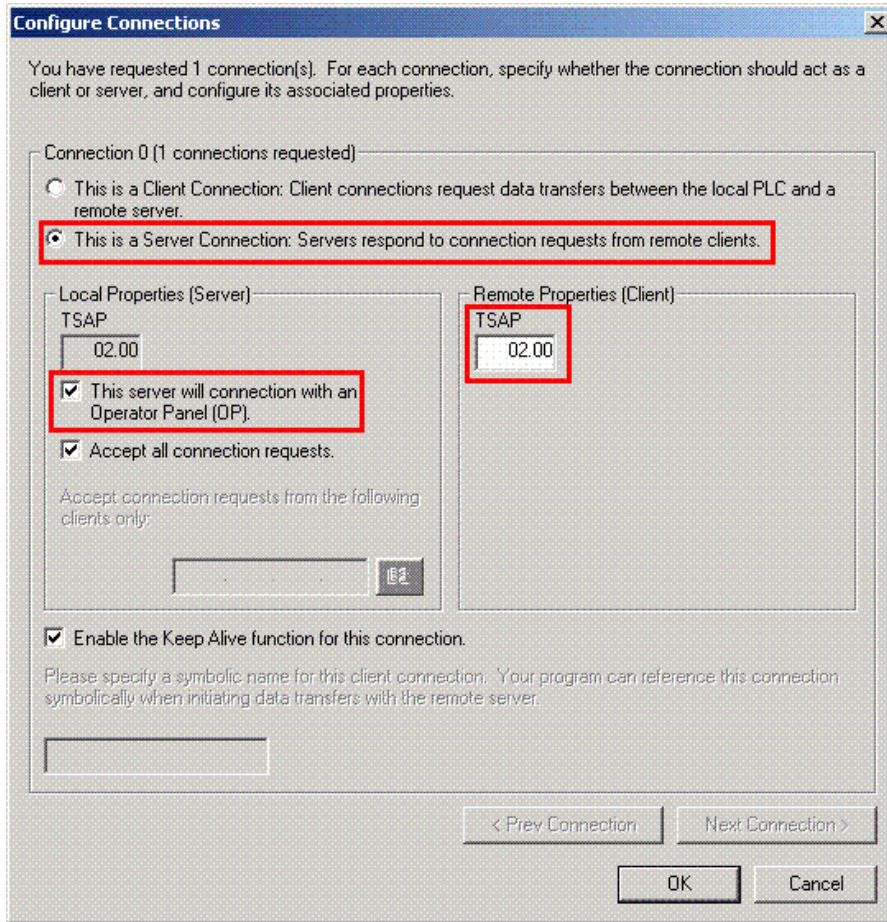 Configure Connections
You have requested 1 connection(s). For each connection, specify whether the connection should act as a
client or server, and configure its associated properties.
Connection 0 (1 connections requested)
This is a Client Connection: Client connections request data transfers between the local PLC and a
remote server.
This is a Server Connection: Servers respond to connection requests from remote clients.
Local Properties (Server)
TSAP
02.00
This server will connection with an
Operator Panel (OP).
Accept all connection requests.
Accept connection requests from the following
clients only:
. . .
Remote Properties (Client)
TSAP
02.00
Enable the Keep Alive function for this connection.
Please specify a symbolic name for this client connection. Your program can reference this connection
symbolically when initiating data transfers with the remote server.
< Prev Connection
Next Connection >
OK
Cancel